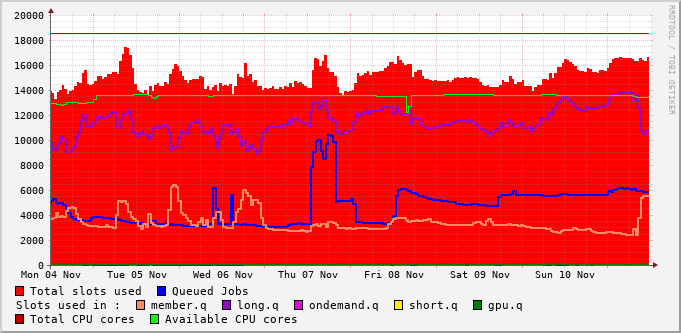 20000
18000
16000
14000
12000
10000
8000
6000
4000
2000
0
Mon 04 Nov Tue 05 Nov Wed 06 Nov Thu 07 Nov Fri 08 Nov Sat 09 Nov Sun 10 Nov
RRDTOOL / TOBI OETIKER
Total slots used Queued Jobs
Slots used in : member.q long.q ondemand.q short.q gpu.q
Total CPU cores Available CPU cores